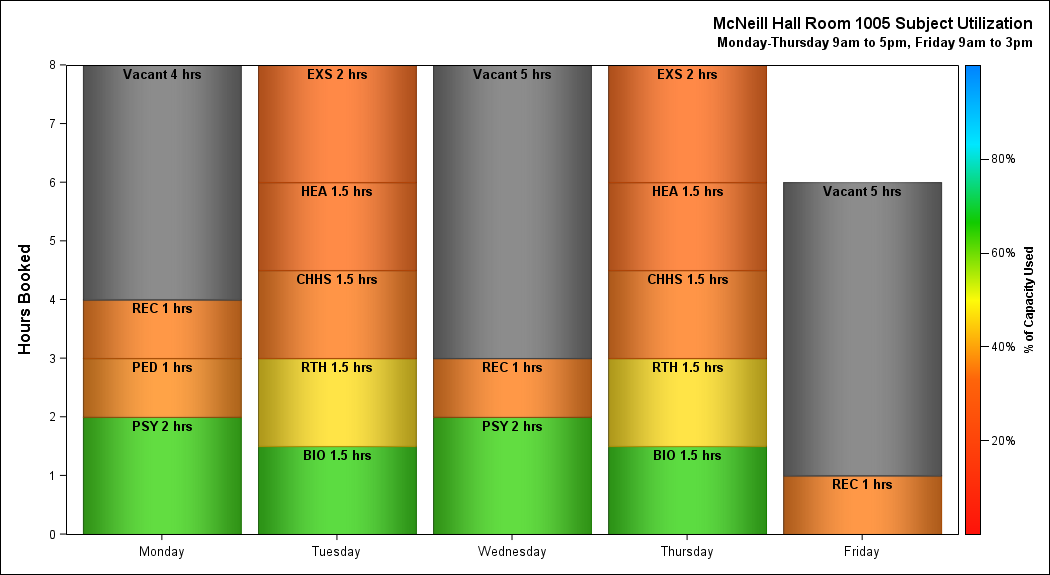 McNeill Hall Room 1005 Subject Utilization
Monday-Thursday 9am to 5pm, Friday 9am to 3pm
Hours Booked
8
7
6
5
4
3
2
1
0
Vacant 4 hrs
REC 1 hrs
PED 1 hrs
PSY 2 hrs
EXS 2 hrs
HEA 1.5 hrs
CHHS 1.5 hrs
RTH 1.5 hrs
BIO 1.5 hrs
Vacant 5 hrs
REC 1 hrs
PSY 2 hrs
EXS 2 hrs
HEA 1.5 hrs
CHHS 1.5 hrs
RTH 1.5 hrs
BIO 1.5 hrs
Vacant 5 hrs
REC 1 hrs
Monday
Tuesday
Wednesday
Thursday
Friday
80%
60%
40%
20%
% of Capacity Used